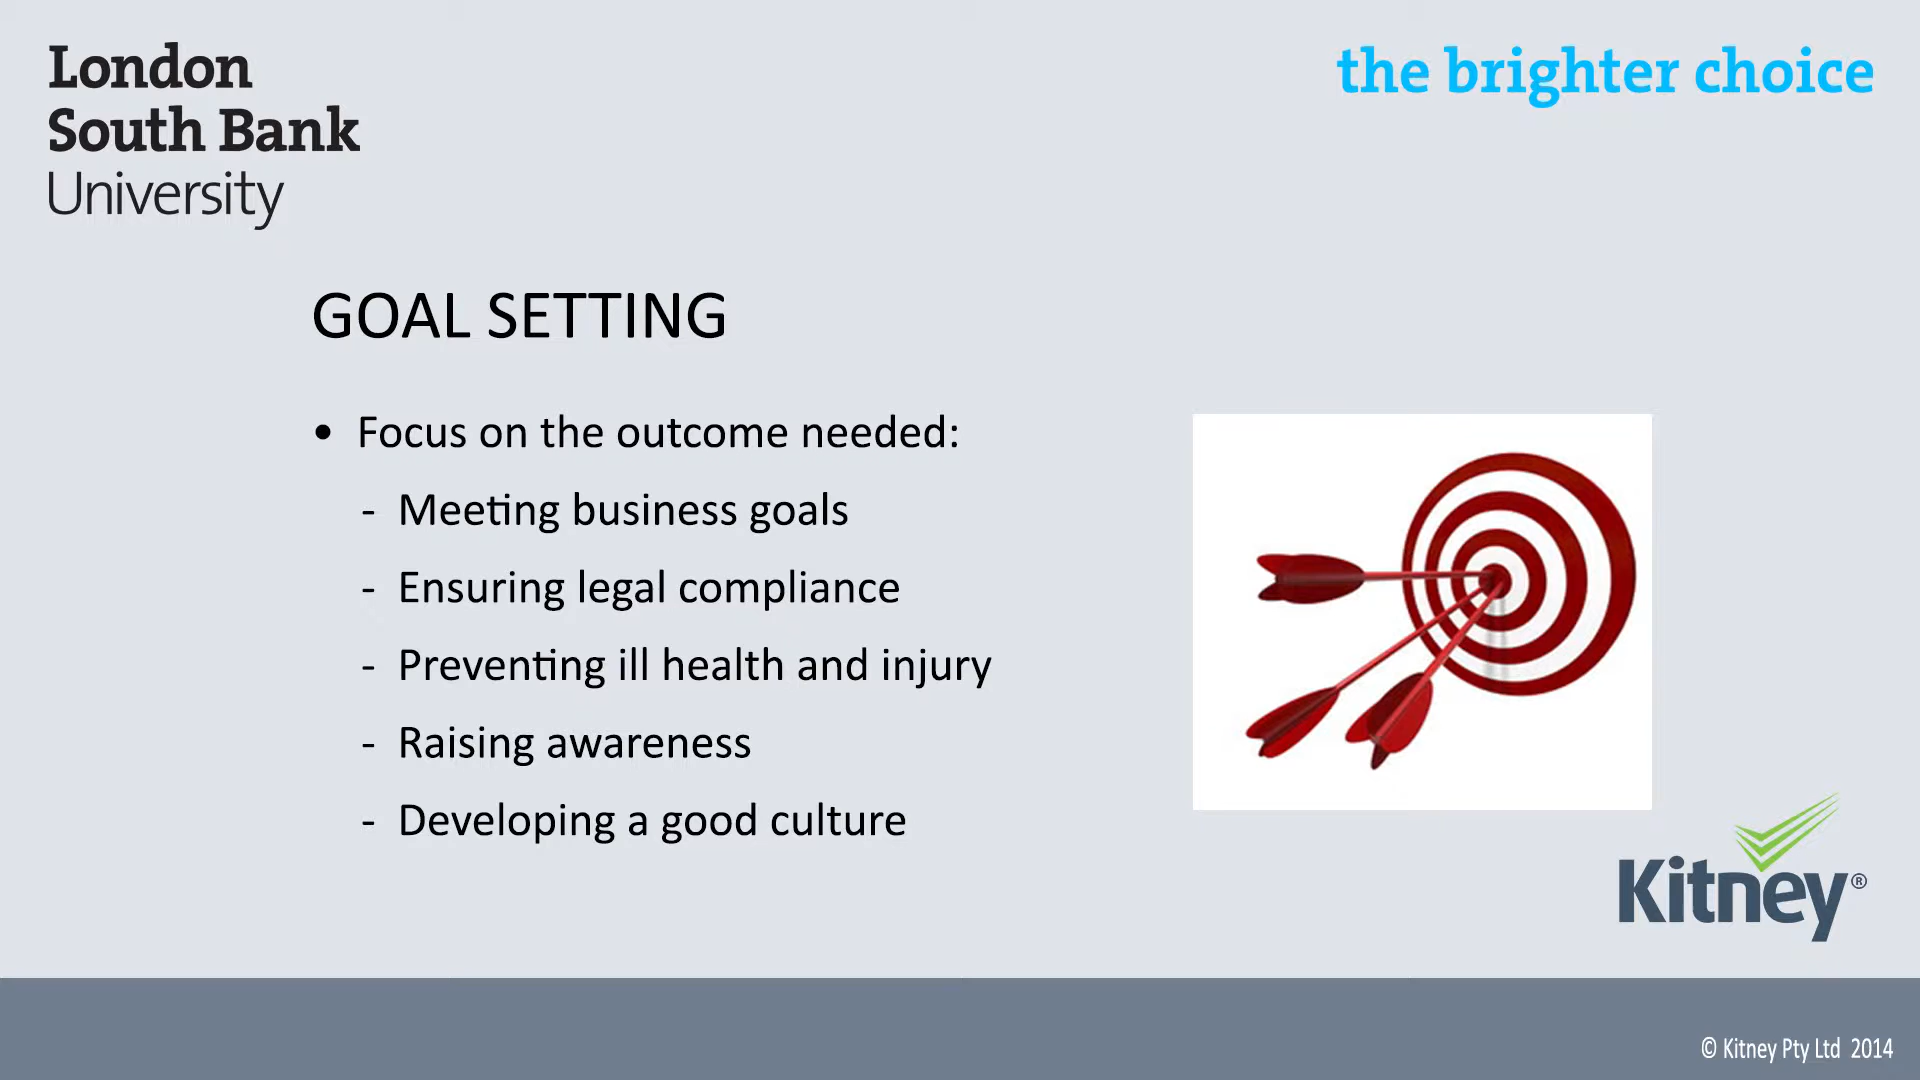 London
South Bank
University
the brighter choice
GOAL SETTING
• Focus on the outcome needed:
- Meeting business goals
- Ensuring legal compliance
- Preventing ill health and injury
- Raising awareness
- Developing a good culture
Kitney®
© Kitney Pty Ltd 2014